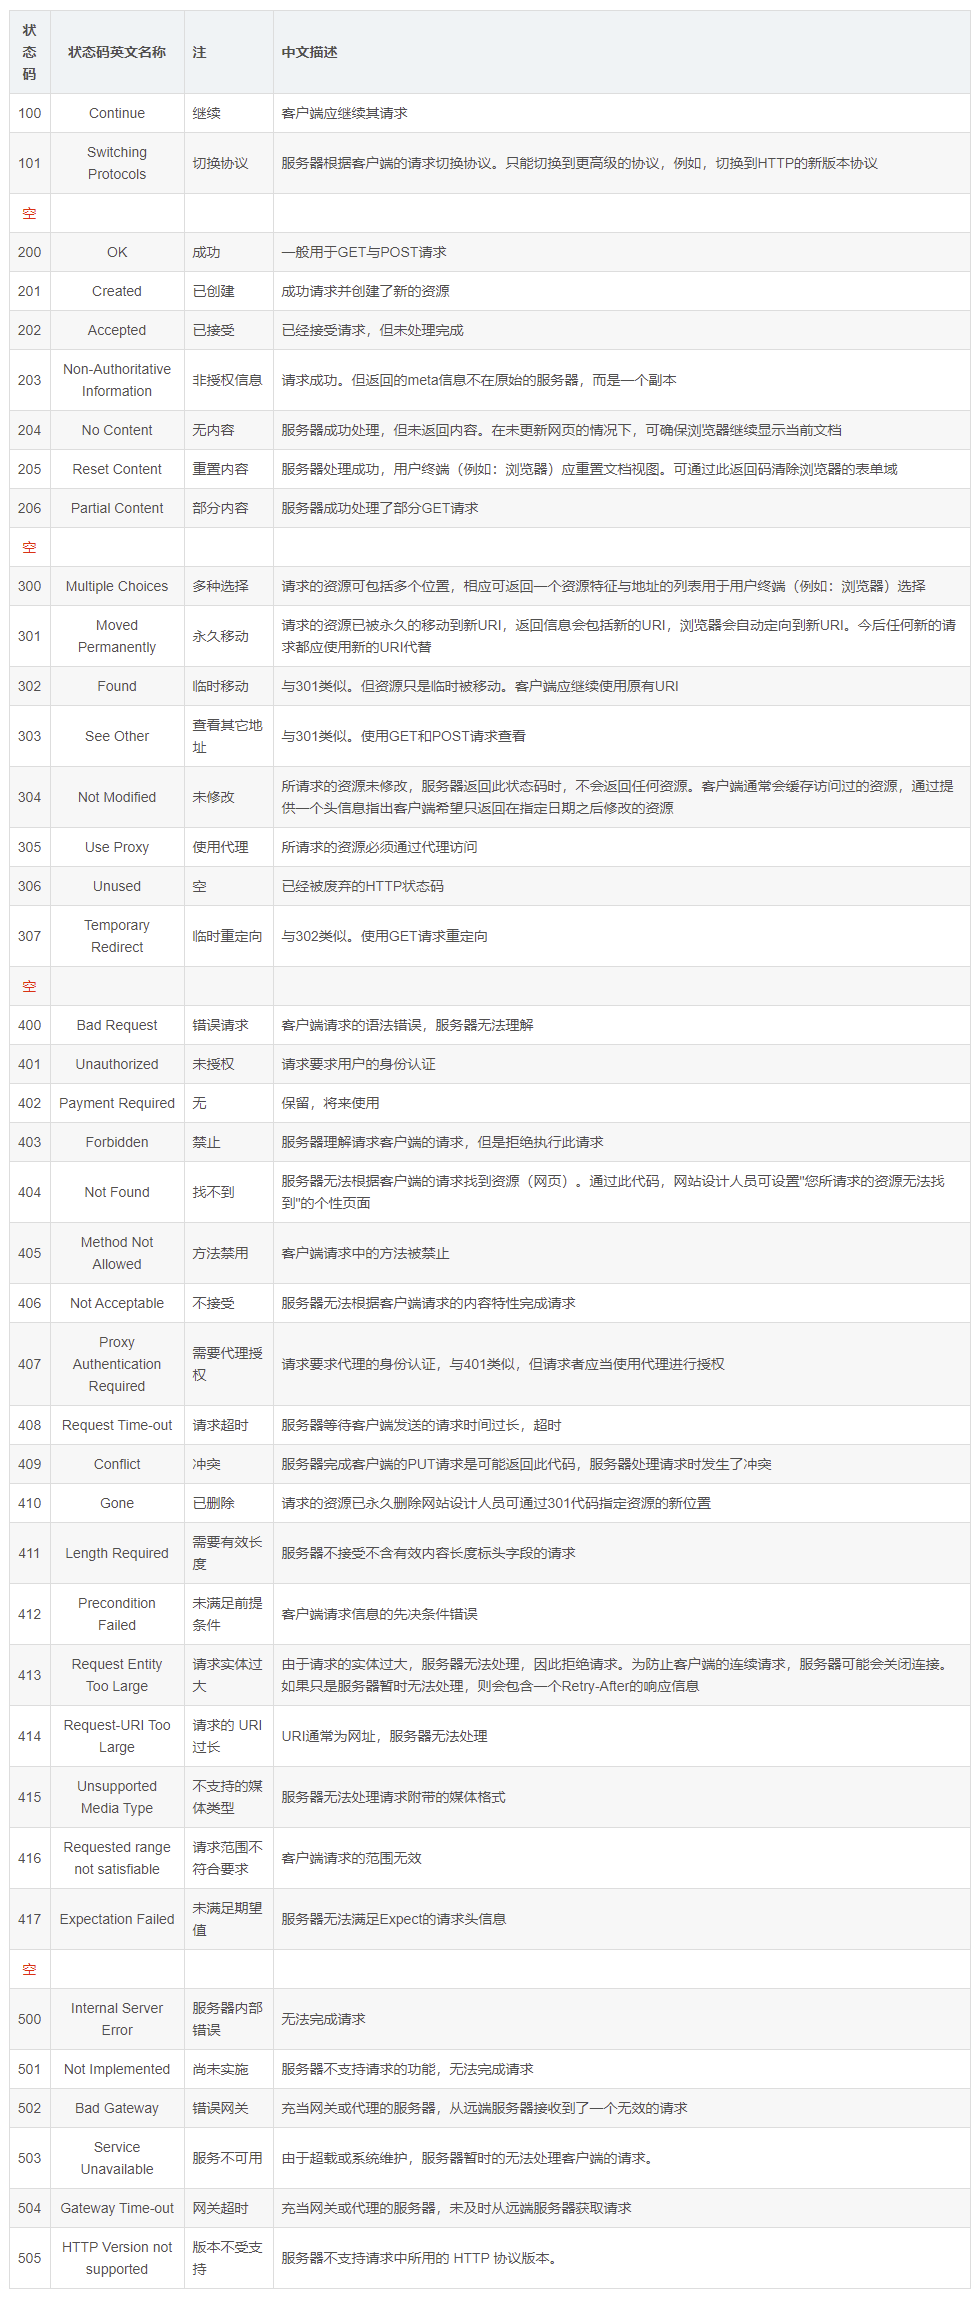 状态码 状态码英文名称 注 中文描述
100 Continue 继续 客户端应继续其请求
101 Switching Protocols 切换协议 服务器根据客户端的请求切换协议。只能切换到更高级的协议，例如，切换到HTTP的新版本协议
空
200 OK 成功 一般用于GET与POST请求
201 Created 已创建 成功请求并创建了新的资源
202 Accepted 已接受 已经接受请求，但未处理完成
203 Non-Authoritative Information 非授权信息 请求成功。但返回的meta信息不在原始的服务器，而是一个副本
204 No Content 无内容 服务器成功处理，但未返回内容。在未更新网页的情况下，可确保浏览器继续显示当前文档
205 Reset Content 重置内容 服务器处理成功，用户终端（例如：浏览器）应重置文档视图。可通过此返回码清除浏览器的表单域
206 Partial Content 部分内容 服务器成功处理了部分GET请求
空
300 Multiple Choices 多种选择 请求的资源可包括多个位置，相应可返回一个资源特征与地址的列表用于用户终端（例如：浏览器）选择
301 Moved Permanently 永久移动 请求的资源已被永久的移动到新URI，返回信息会包括新的URI，浏览器会自动定向到新URI。今后任何新的请求都应使用新的URI代替
302 Found 临时移动 与301类似。但资源只是临时被移动。客户端应继续使用原有URI
303 See Other 查看其它地址 与301类似。使用GET和POST请求查看
304 Not Modified 未修改 所请求的资源未修改，服务器返回此状态码时，不会返回任何资源。客户端通常会缓存访问过的资源，通过提供一个头信息指出客户端希望只返回在指定日期之后修改的资源
305 Use Proxy 使用代理 所请求的资源必须通过代理访问
306 Unused 空 已经被废弃的HTTP状态码
307 Temporary Redirect 临时重定向 与302类似。使用GET请求重定向
空
400 Bad Request 错误请求 客户端请求的语法错误，服务器无法理解
401 Unauthorized 未授权 请求要求用户的身份认证
402 Payment Required 无 保留，将来使用
403 Forbidden 禁止 服务器理解请求客户端的请求，但是拒绝执行此请求
404 Not Found 找不到 服务器无法根据客户端的请求找到资源（网页）。通过此代码，网站设计人员可设置"您所请求的资源无法找到"的个性页面
405 Method Not Allowed 方法禁用 客户端请求中的方法被禁止
406 Not Acceptable 不接受 服务器无法根据客户端请求的内容特性完成请求
407 Proxy Authentication Required 需要代理授权 请求要求代理的身份认证，与401类似，但请求者应当使用代理进行授权
408 Request Time-out 请求超时 服务器等待客户端发送的请求时间过长，超时
409 Conflict 冲突 服务器完成客户端的PUT请求是可能返回此代码，服务器处理请求时发生了冲突
410 Gone 已删除 请求的资源已永久删除网站设计人员可通过301代码指定资源的新位置
411 Length Required 需要有效长度 服务器不接受不含有效内容长度标头字段的请求
412 Precondition Failed 未满足前提条件 客户端请求信息的先决条件错误
413 Request Entity Too Large 请求实体过大 由于请求的实体过大，服务器无法处理，因此拒绝请求。为防止客户端的连续请求，服务器可能会关闭连接。如果只是服务器暂时无法处理，则会包含一个Retry-After的响应信息
414 Request-URI Too Large 请求的 URI 过长 URI通常为网址，服务器无法处理
415 Unsupported Media Type 不支持的媒体类型 服务器无法处理请求附带的媒体格式
416 Requested range not satisfiable 请求范围不符合要求 客户端请求的范围无效
417 Expectation Failed 未满足期望值 服务器无法满足Expect的请求头信息
空
500 Internal Server Error 服务器内部错误 无法完成请求
501 Not Implemented 尚未实施 服务器不支持请求的功能，无法完成请求
502 Bad Gateway 错误网关 充当网关或代理的服务器，从远端服务器接收到了一个无效的请求
503 Service Unavailable 服务不可用 由于超载或系统维护，服务器暂时的无法处理客户端的请求。
504 Gateway Time-out 网关超时 充当网关或代理的服务器，未及时从远端服务器获取请求
505 HTTP Version not supported 版本不受支持 服务器不支持请求中所用的 HTTP 协议版本。